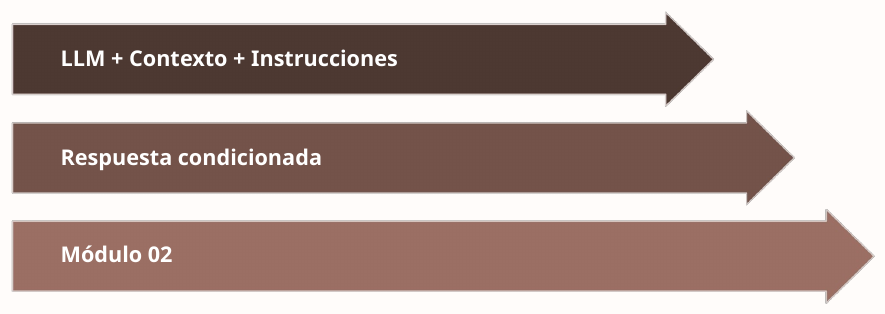 LLM + Contexto + Instrucciones
Respuesta condicionada
Módulo 02